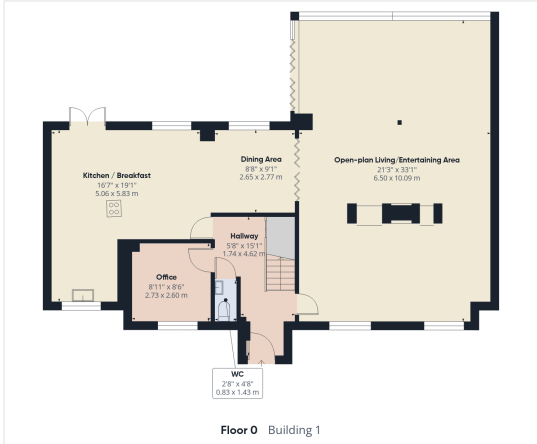 Kitchen / Breakfast
16'7" x 19'1"
5.06 x 5.83 m
Dining Area
8'8" x 9'1"
2.65 x 2.77 m
Open-plan Living/Entertaining Area
21'3" x 33'1"
6.50 x 10.09 m
Hallway
5'8" x 15'1"
1.74 x 4.62 m
Office
8'11" x 8'6"
2.73 x 2.60 m
WC
2'8" x 4'8"
0.83 x 1.43 m
Floor 0 Building 1